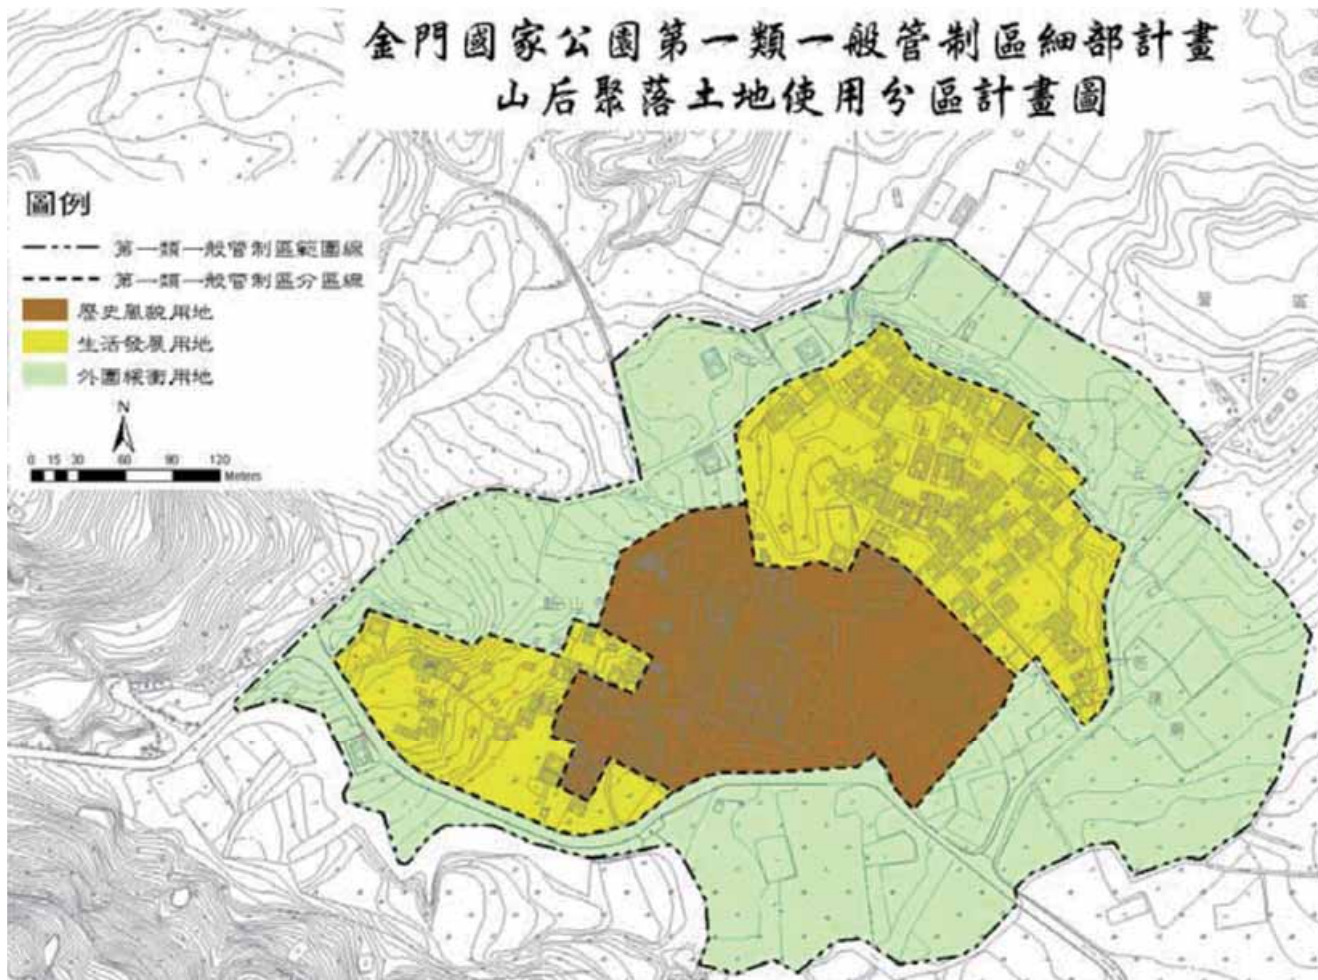 金門國家公園第一類一般管制區細部計畫
山后聚落土地使用分區計畫圖
圖例
第一類一般管制區範圍線
第一類一般管制區分區線
歷史風貌用地
生活發展用地
外圍緩衝用地
N
0 15 30 60 90 120
Meters